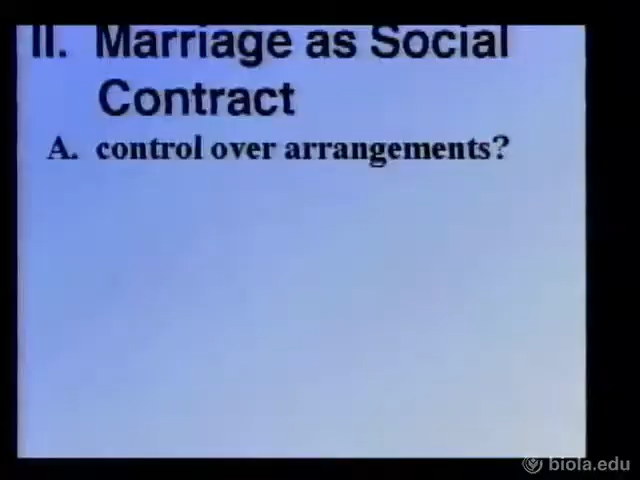 II. Marriage as Social
Contract
A. control over arrangements?
biola.edu